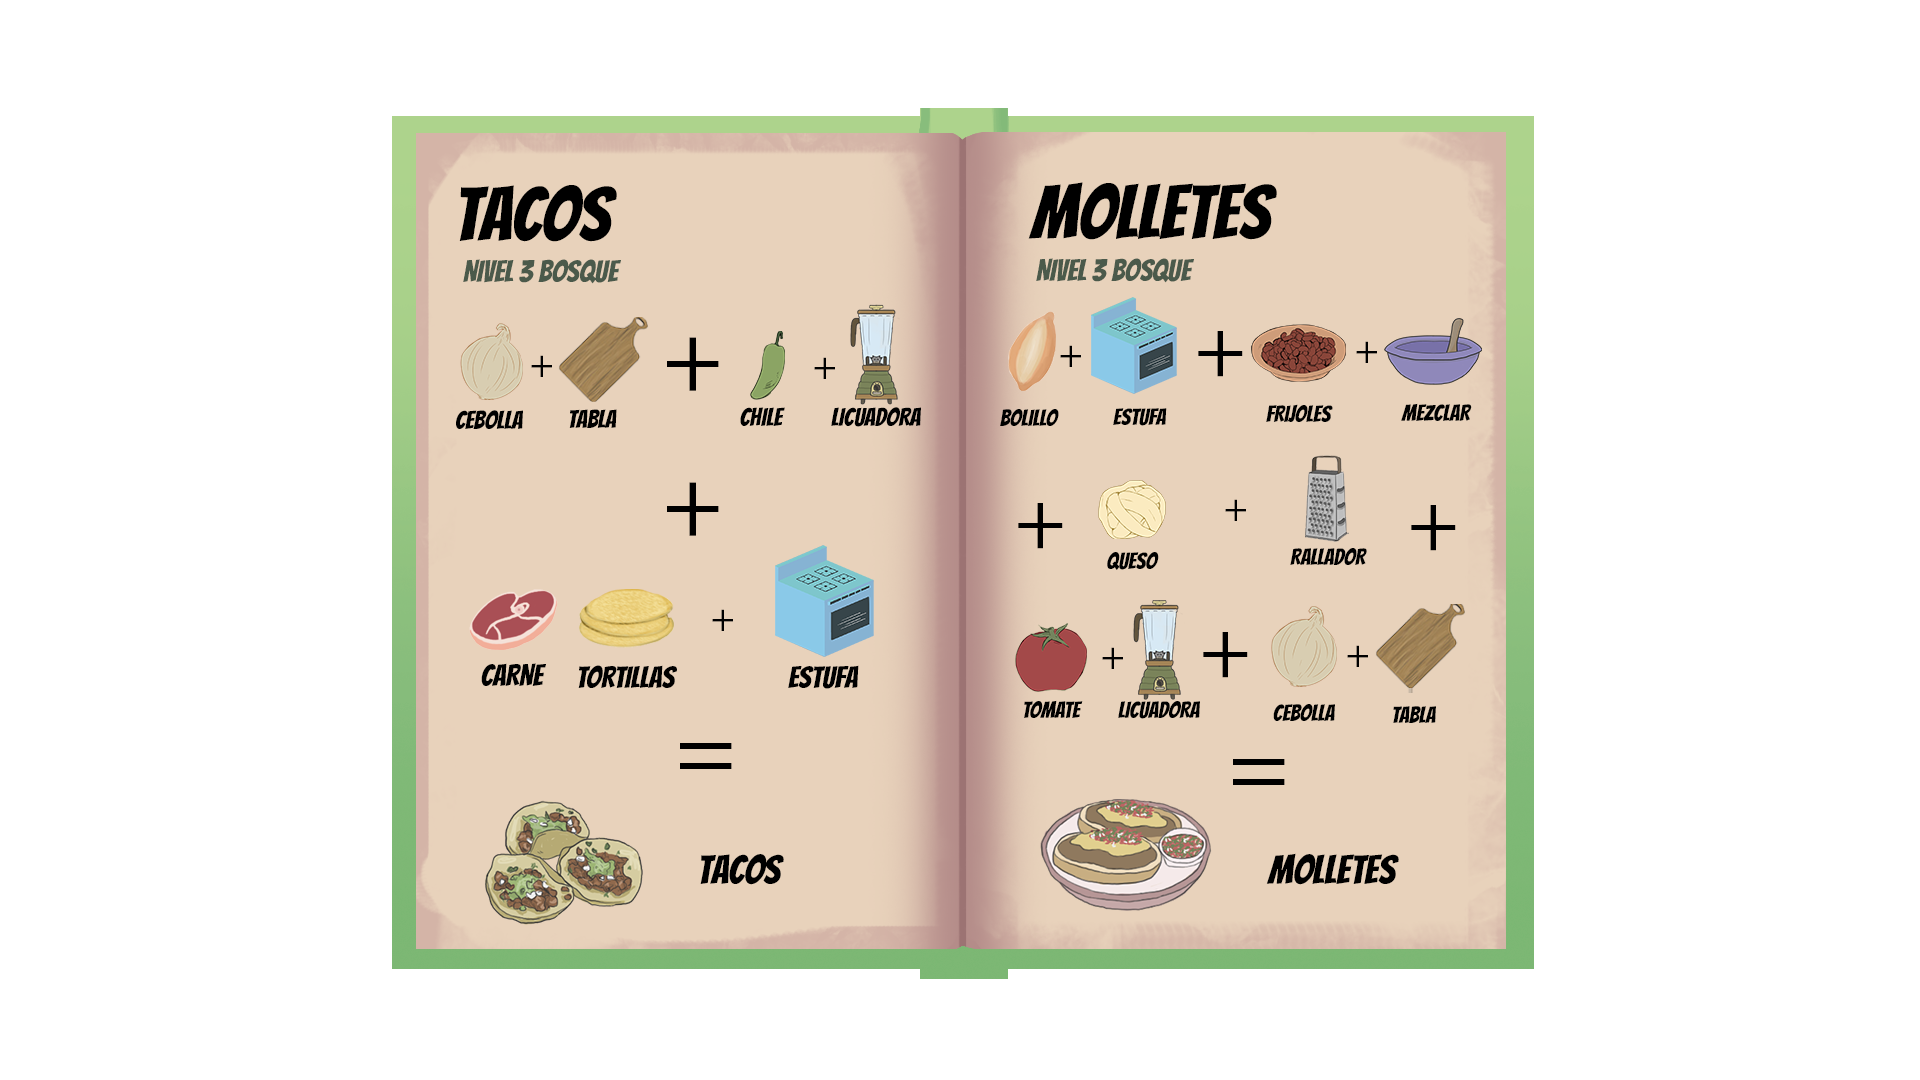 TACOS
NIVEL 3 BOSQUE
+ + +
CEBOLLA TABLA CHILE LICUADORA
+
+
CARNE TORTILLAS ESTUFA
=
TACOS
MOLLETES
NIVEL 3 BOSQUE
+ + +
BOLILLO ESTUFA FRIJOLES MEZCLAR
+ + +
QUESO RALLADOR
+ + +
TOMATE LICUADORA CEBOLLA TABLA
=
MOLLETES